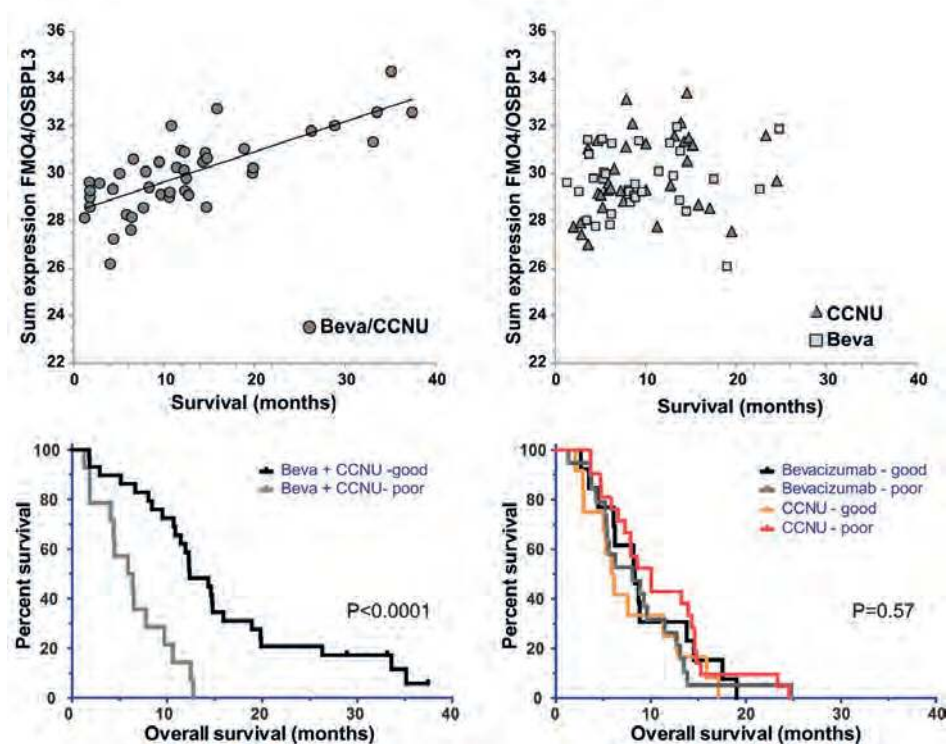 Sum expression FMO4/OSBPL3
36
34
32
30
28
26
24
22
0
10
20
30
40
Beva/CCNU
Survival (months)
Sum expression FMO4/OSBPL3
36
34
32
30
28
26
24
22
0
10
20
30
40
CCNU
Beva
Survival (months)
Percent survival
100
80
60
40
20
0
0
10
20
30
40
Beva + CCNU -good
Beva + CCNU- poor
P<0.0001
Overall survival (months)
Percent survival
100
80
60
40
20
0
0
10
20
30
40
Bevacizumab - good
Bevacizumab - poor
CCNU - good
CCNU - poor
P=0.57
Overall survival (months)